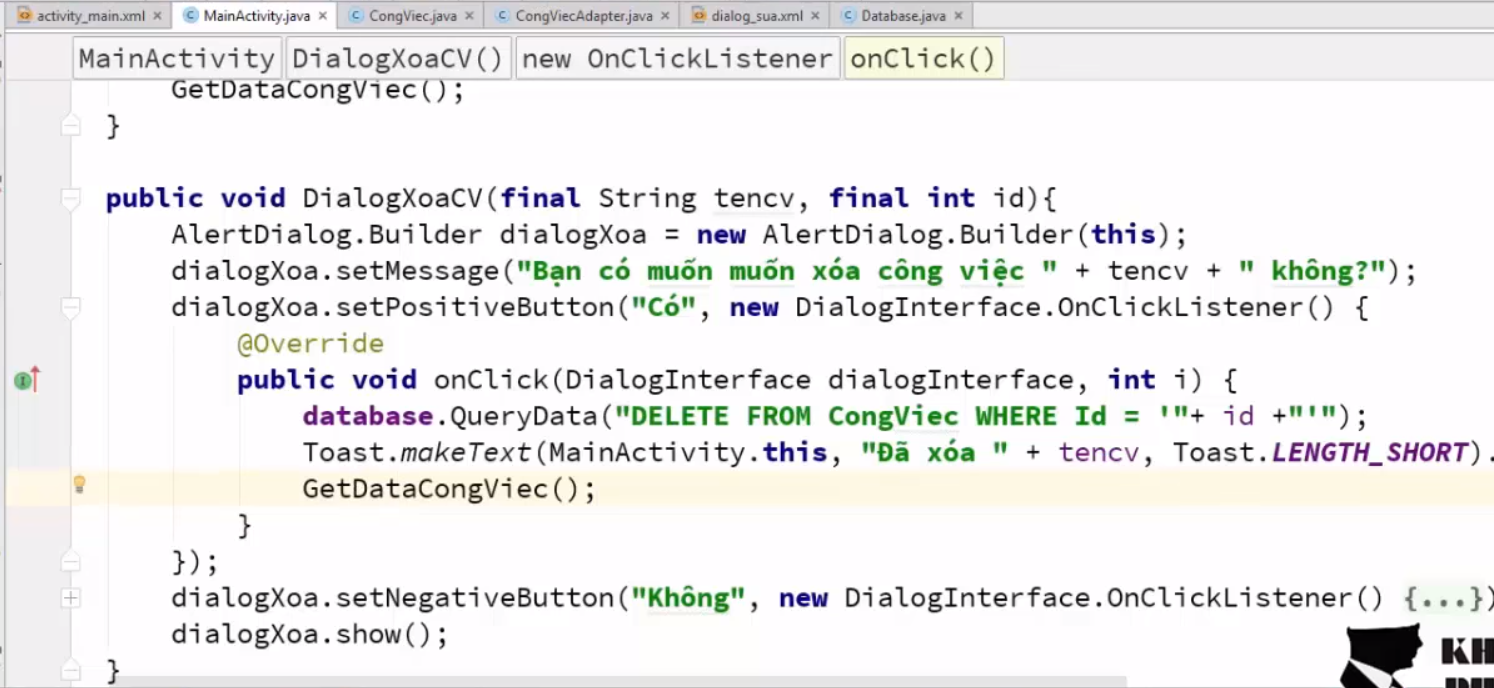 activity_main.xml × MainActivity.java × CongViec.java × CongViecAdapter.java × dialog_sua.xml × Database.java ×
MainActivity DialogXoaCV() new OnClickListener onClick()
GetDataCongViec();
}
public void DialogXoaCV(final String tencv, final int id){
AlertDialog.Builder dialogXoa = new AlertDialog.Builder(this);
dialogXoa.setMessage("Bạn có muốn muốn xóa công việc " + tencv + " không?");
dialogXoa.setPositiveButton("Có", new DialogInterface.OnClickListener() {
@Override
public void onClick(DialogInterface dialogInterface, int i) {
database.QueryData("DELETE FROM CongViec WHERE Id = '"+ id +"'");
Toast.makeText(MainActivity.this, "Đã xóa " + tencv, Toast.LENGTH_SHORT).
GetDataCongViec();
}
});
dialogXoa.setNegativeButton("Không", new DialogInterface.OnClickListener() {...})
dialogXoa.show();
}
KH